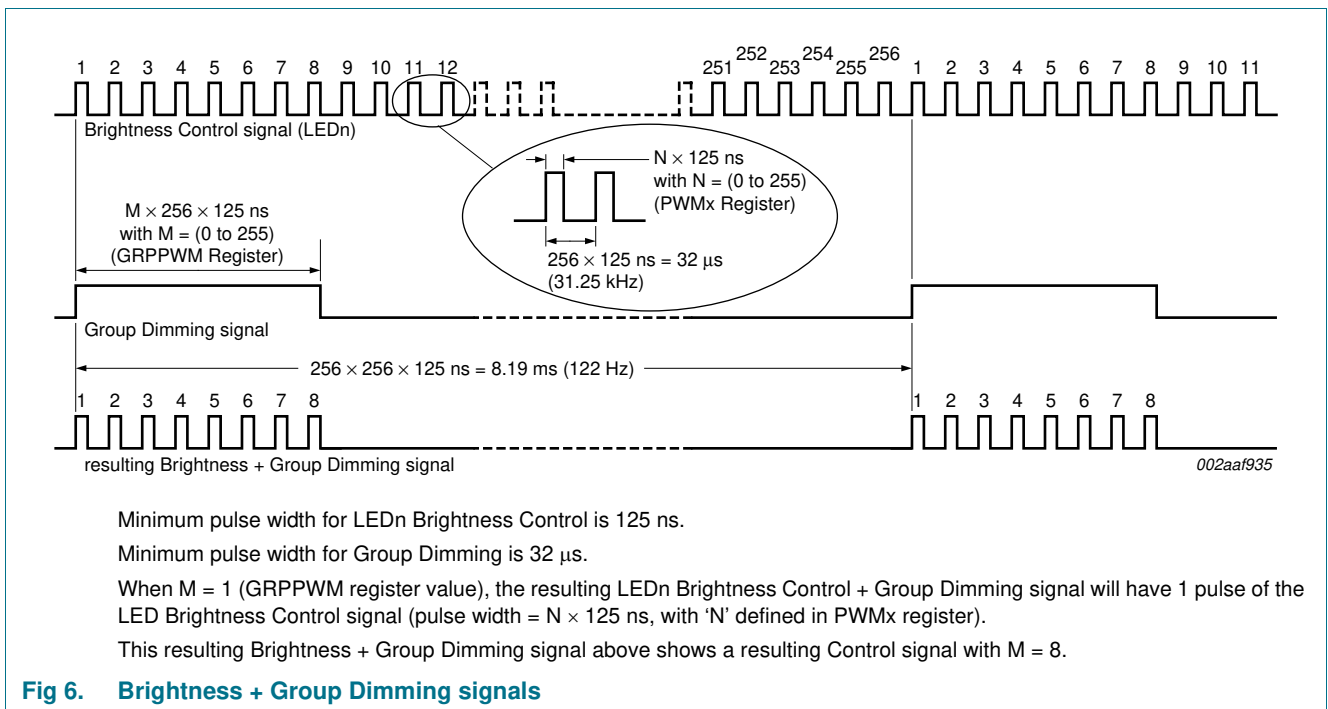 1 2 3 4 5 6 7 8 9 10 11 12 251 252 253 254 255 256 1 2 3 4 5 6 7 8 9 10 11
Brightness Control signal (LEDn)
N × 125 ns
with N = (0 to 255)
(PWMx Register)
256 × 125 ns = 32 μs
(31.25 kHz)
M × 256 × 125 ns
with M = (0 to 255)
(GRPPWM Register)
Group Dimming signal
256 × 256 × 125 ns = 8.19 ms (122 Hz)
1 2 3 4 5 6 7 8 1 2 3 4 5 6 7 8
resulting Brightness + Group Dimming signal
002aaf935
Minimum pulse width for LEDn Brightness Control is 125 ns.
Minimum pulse width for Group Dimming is 32 μs.
When M = 1 (GRPPWM register value), the resulting LEDn Brightness Control + Group Dimming signal will have 1 pulse of the
LED Brightness Control signal (pulse width = N × 125 ns, with ‘N’ defined in PWMx register).
This resulting Brightness + Group Dimming signal above shows a resulting Control signal with M = 8.
Fig 6. Brightness + Group Dimming signals